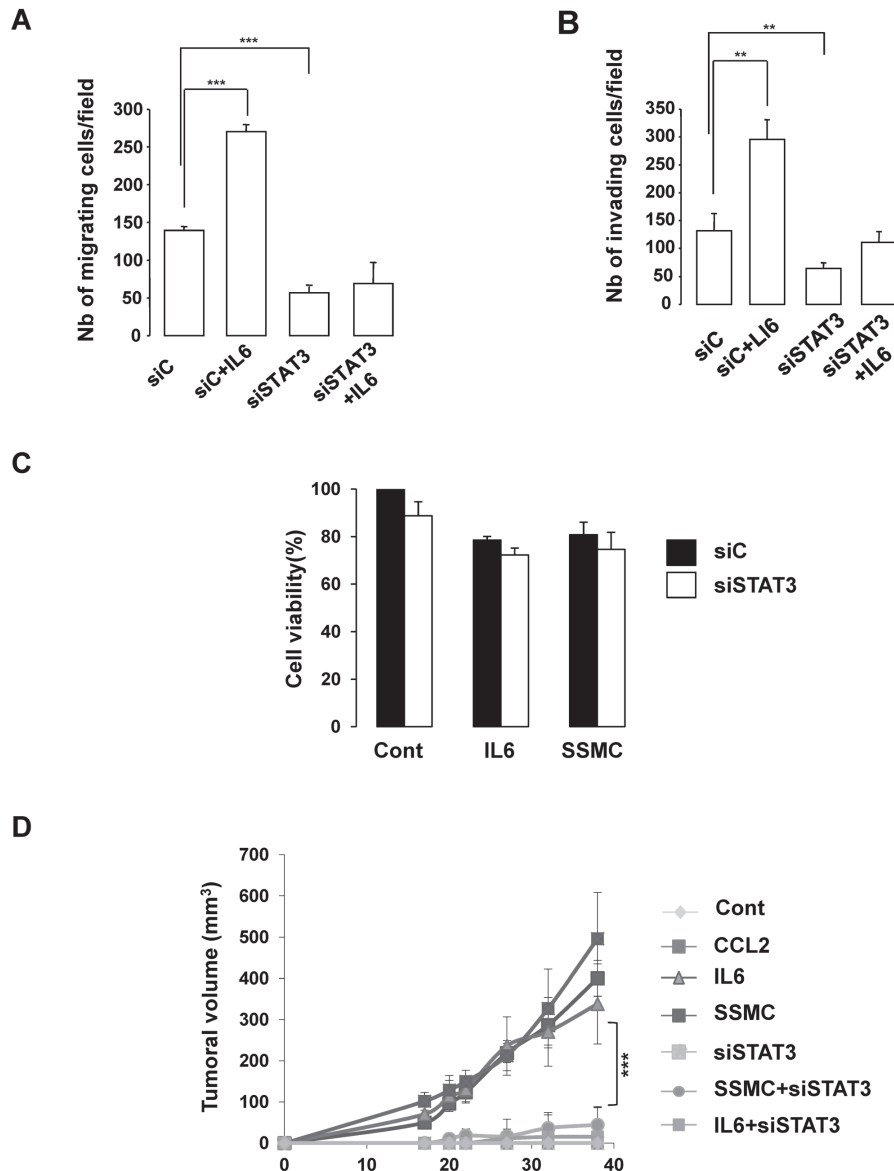 A
***
***
Nb of migrating cells/field
300
250
200
150
100
50
0
siC
siC+IL6
siSTAT3
siSTAT3
+IL6
B
**
**
Nb of invading cells/field
350
300
250
200
150
100
50
0
siC
siC+LI6
siSTAT3
siSTAT3
+IL6
C
Cell viability(%)
100
80
60
40
20
0
Cont
IL6
SSMC
siC
siSTAT3
D
Tumoral volume (mm³)
700
600
500
400
300
200
100
0
0
10
20
30
40
***
Cont
CCL2
IL6
SSMC
siSTAT3
SSMC+siSTAT3
IL6+siSTAT3